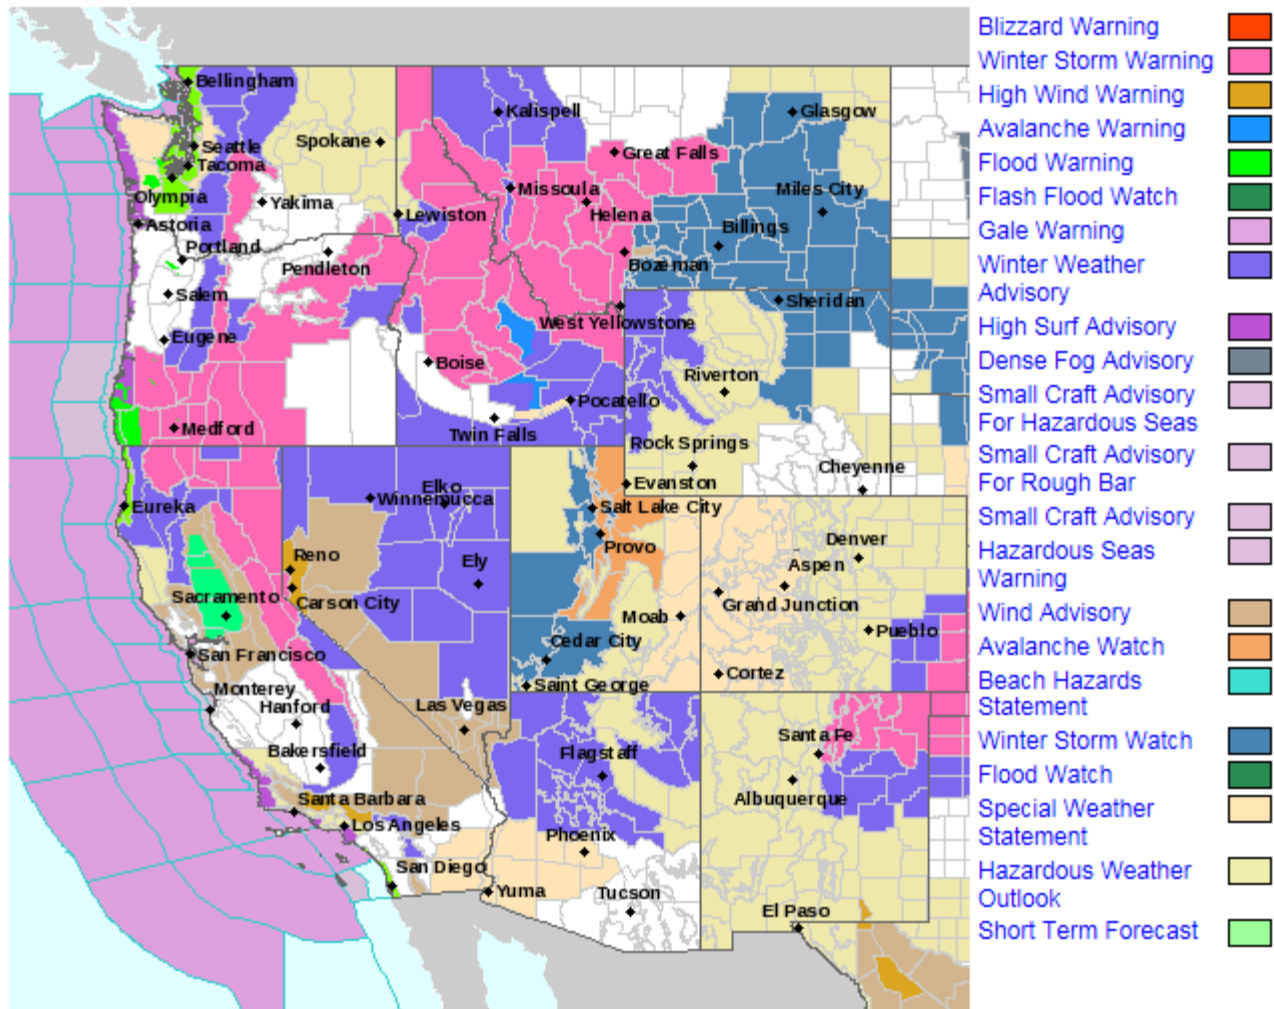 Bellingham
Seattle
Tacoma
Spokane
Olympia
Yakima
Astoria
Portland
Pendleton
Salem
Eugene
Medford
Kalispell
Great Falls
Glasgow
Missoula
Helena
Miles City
Lewiston
Billings
Bozeman
West Yellowstone
Sheridan
Boise
Riverton
Pocatello
Twin Falls
Rock Springs
Cheyenne
Evanston
Eureka
Elko
Winnemucca
Salt Lake City
Provo
Reno
Ely
Denver
Aspen
Sacramento
Carson City
Moab
Grand Junction
Pueblo
San Francisco
Cedar City
Cortez
Saint George
Monterey
Hanford
Las Vegas
Bakersfield
Flagstaff
Santa Fe
Albuquerque
Santa Barbara
Los Angeles
Phoenix
San Diego
Yuma
Tucson
El Paso
Blizzard Warning
Winter Storm Warning
High Wind Warning
Avalanche Warning
Flood Warning
Flash Flood Watch
Gale Warning
Winter Weather
Advisory
High Surf Advisory
Dense Fog Advisory
Small Craft Advisory
For Hazardous Seas
Small Craft Advisory
For Rough Bar
Small Craft Advisory
Hazardous Seas
Warning
Wind Advisory
Avalanche Watch
Beach Hazards
Statement
Winter Storm Watch
Flood Watch
Special Weather
Statement
Hazardous Weather
Outlook
Short Term Forecast